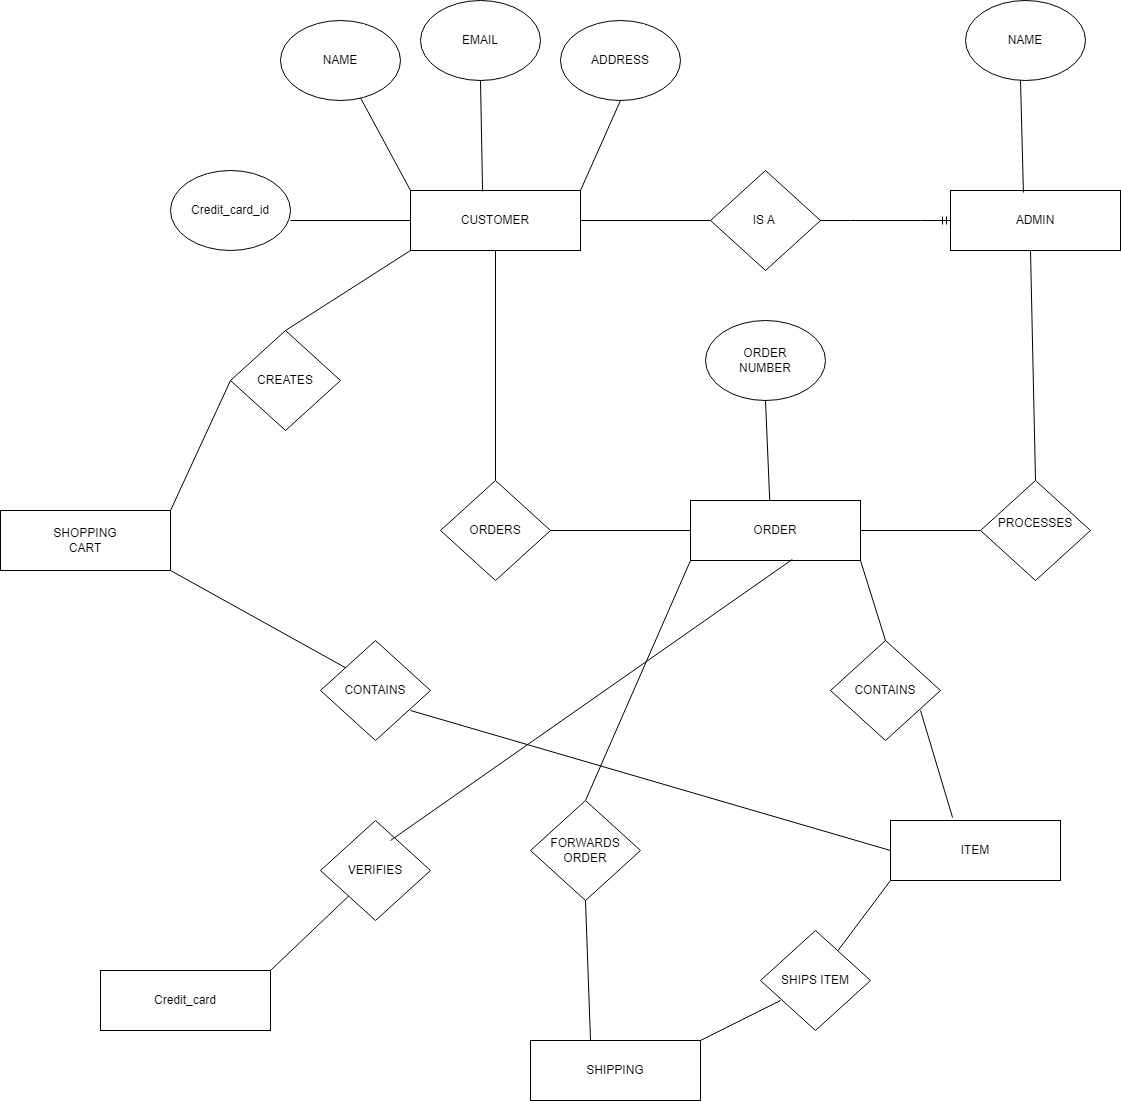 NAME
EMAIL
ADDRESS
NAME
Credit_card_id
CUSTOMER
IS A
ADMIN
ORDER
NUMBER
CREATES
SHOPPING
CART
ORDERS
ORDER
PROCESSES
CONTAINS
CONTAINS
VERIFIES
FORWARDS
ORDER
ITEM
Credit_card
SHIPS ITEM
SHIPPING